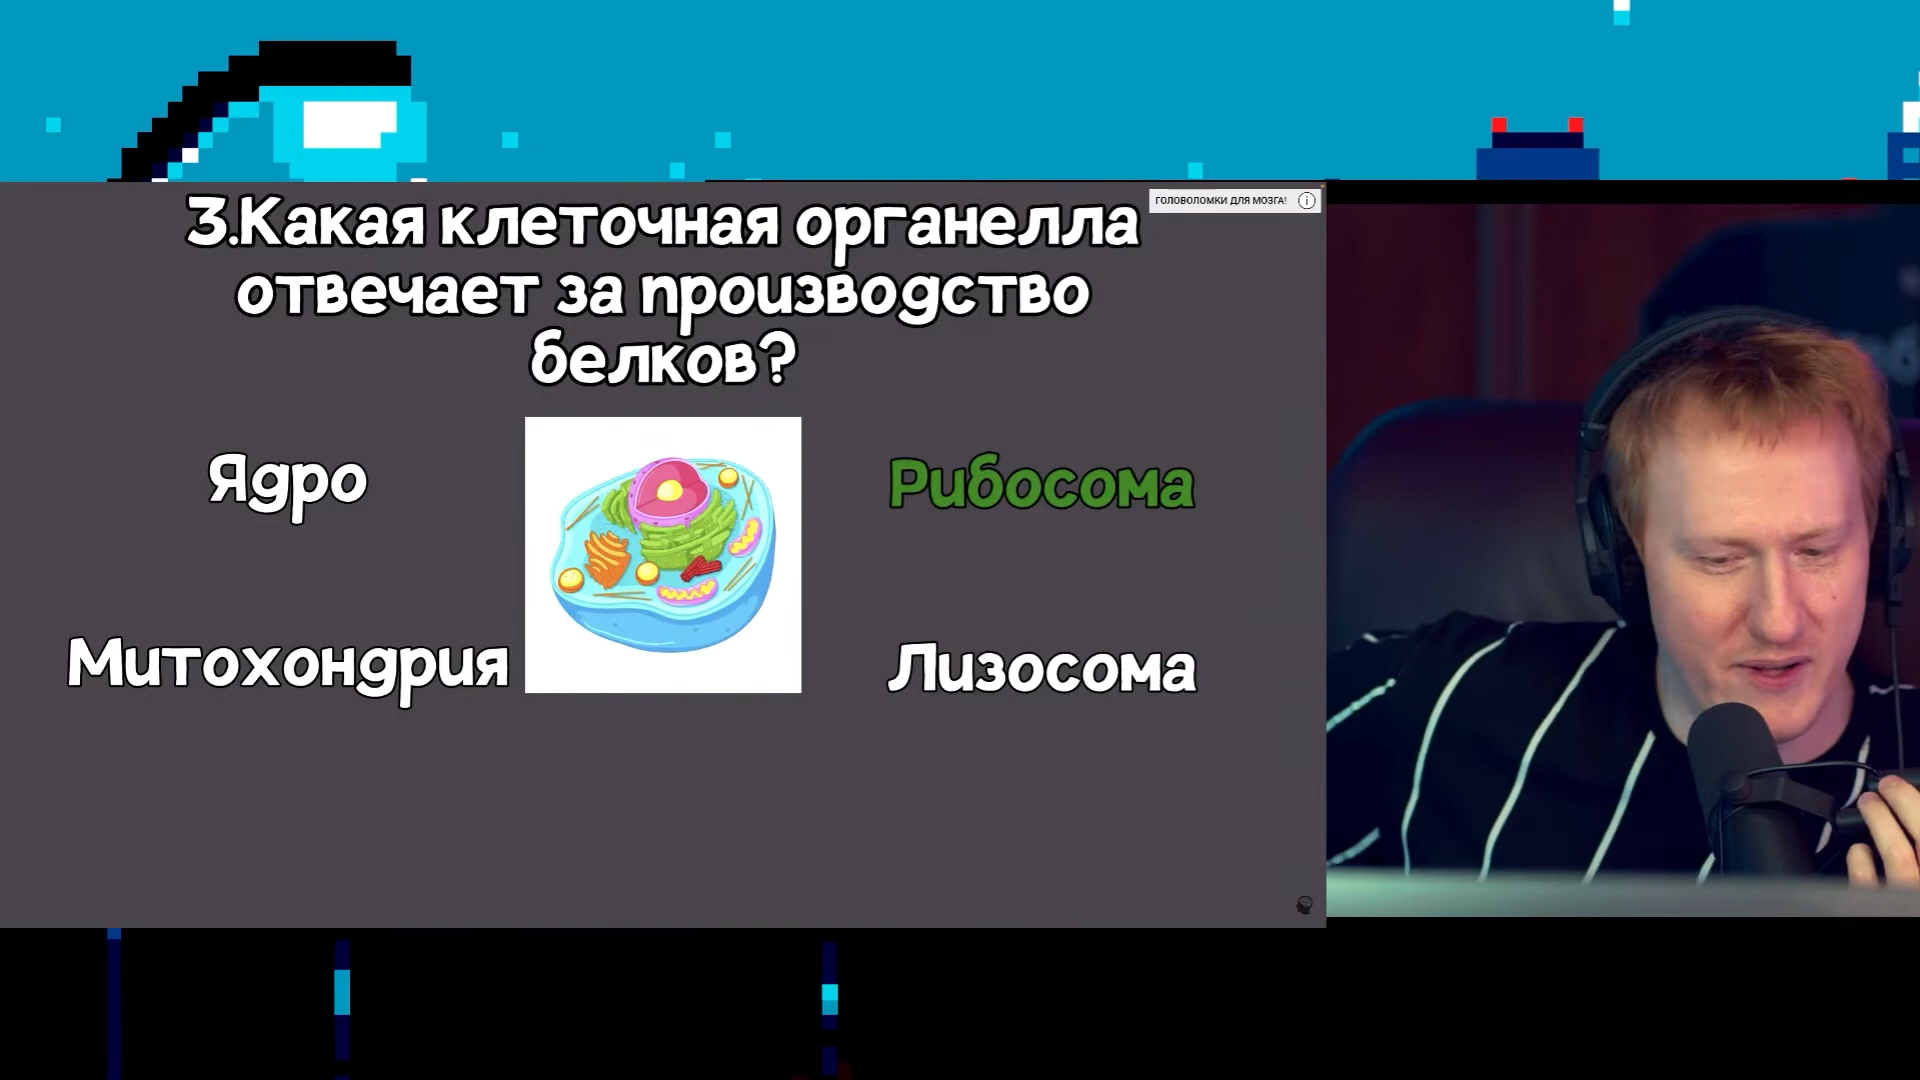 3.Какая клеточная органелла
отвечает за производство
белков?
ГОЛОВОЛОМКИ ДЛЯ МОЗГА!
Ядро
Рибосома
Митохондрия
Лизосома